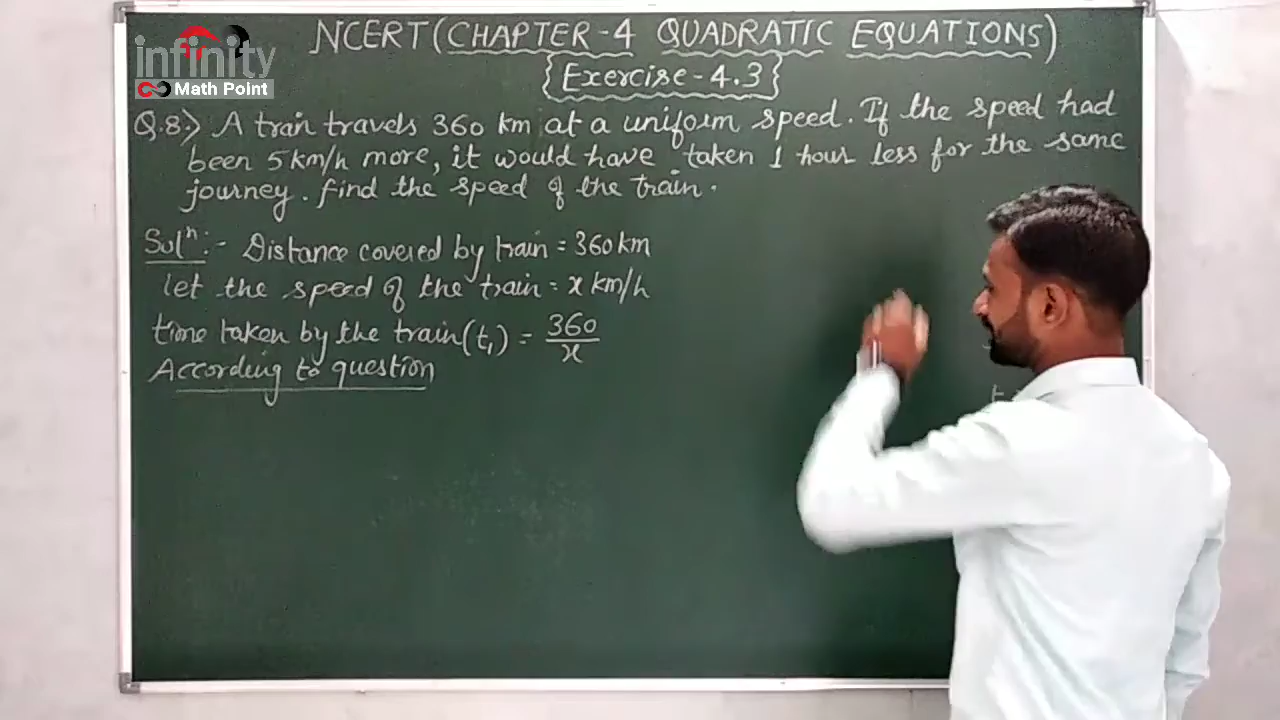 infinity
Math Point
NCERT (CHAPTER-4 QUADRATIC EQUATIONS)
{Exercise-4.3}
Q.8.> A train travels 360 km at a uniform speed. If the speed had
been 5km/h more, it would have taken 1 hour less for the same
journey. find the speed of the train.
Solⁿ:- Distance covered by train = 360 km
let the speed of the train = x km/h
time taken by the train (t₁) = 360/x
According to question